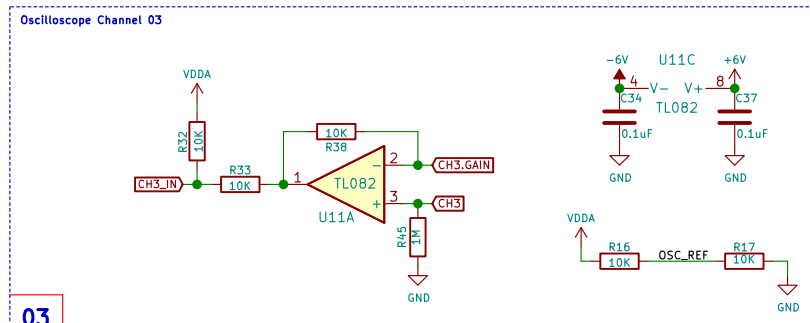 Oscilloscope Channel 03
VDDA
R32
10K
CH3_IN
R33
10K
10K
R38
1
2
3
-
+
TL082
U11A
CH3.GAIN
CH3
R45
1M
GND
-6V
U11C
+6V
4
V-
V+
8
TL082
C34
0.1uF
C37
0.1uF
GND
GND
VDDA
R16
10K
OSC_REF
R17
10K
GND
03